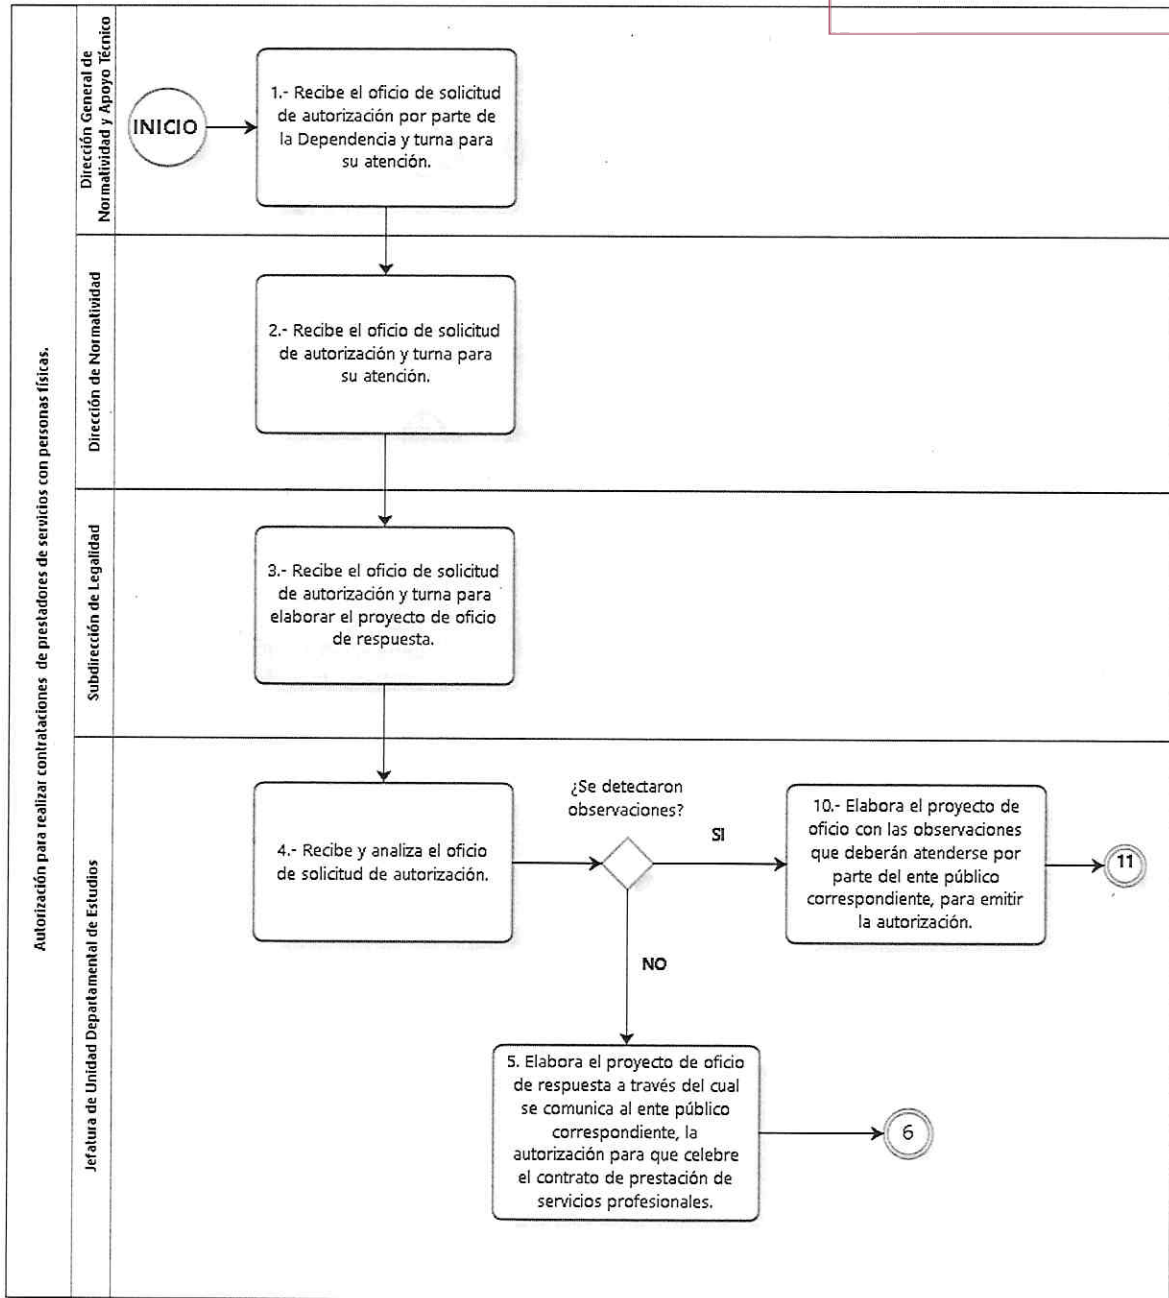 Autorización para realizar contrataciones de prestadores de servicios con personas físicas.
Dirección General de
Normatividad y Apoyo Técnico
INICIO
1.- Recibe el oficio de solicitud
de autorización por parte de
la Dependencia y turna para
su atención.
Dirección de Normatividad
2.- Recibe el oficio de solicitud
de autorización y turna para
su atención.
Subdirección de Legalidad
3.- Recibe el oficio de solicitud
de autorización y turna para
elaborar el proyecto de oficio
de respuesta.
Jefatura de Unidad Departamental de Estudios
4.- Recibe y analiza el oficio
de solicitud de autorización.
¿Se detectaron
observaciones?
SI
10.- Elabora el proyecto de
oficio con las observaciones
que deberán atenderse por
parte del ente público
correspondiente, para emitir
la autorización.
11
NO
5. Elabora el proyecto de oficio
de respuesta a través del cual
se comunica al ente público
correspondiente, la
autorización para que celebre
el contrato de prestación de
servicios profesionales.
6